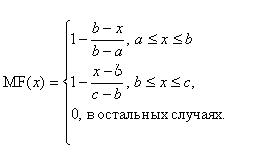 MF(x) = { 1 − (b − x)/(b − a), a ≤ x ≤ b
1 − (x − b)/(c − b), b ≤ x ≤ c,
0, в остальных случаях.